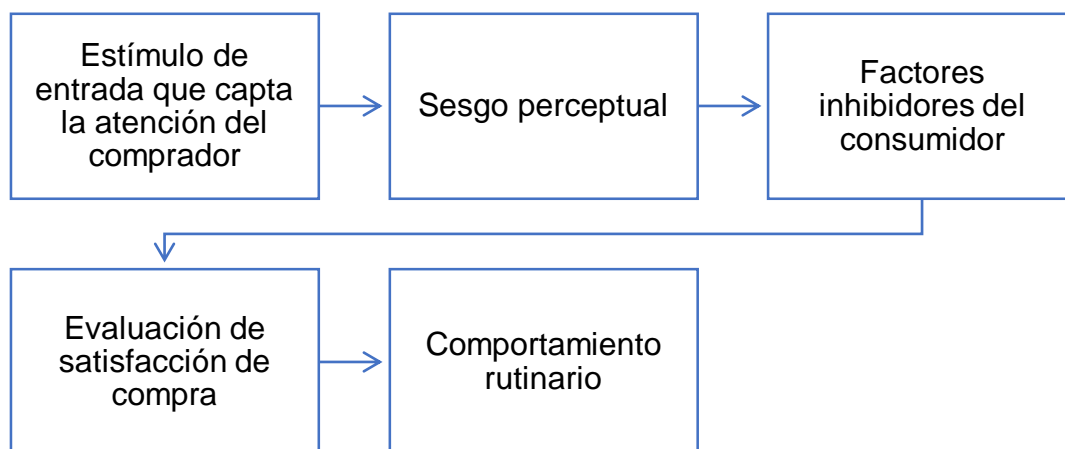 Estímulo de
entrada que capta
la atención del
comprador
Sesgo perceptual
Factores
inhibidores del
consumidor
Evaluación de
satisfacción de
compra
Comportamiento
rutinario